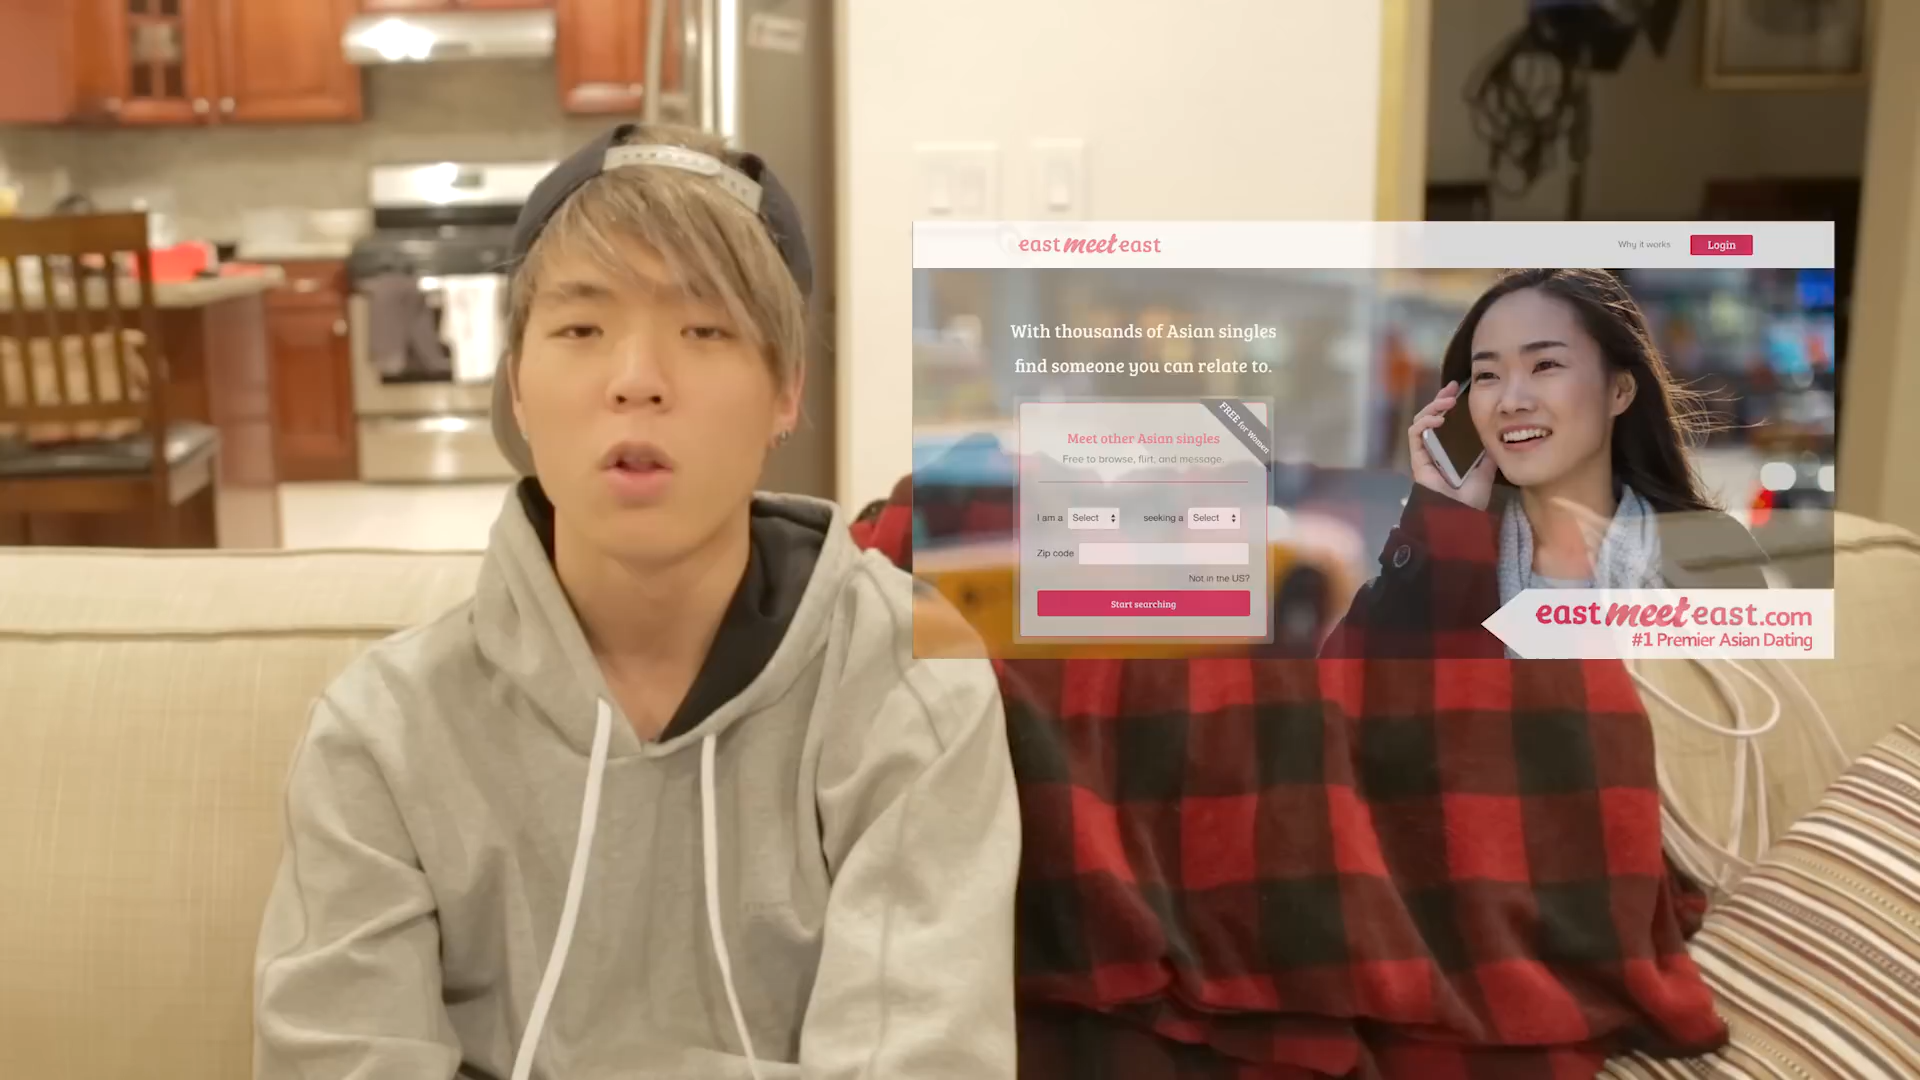 eastmeeteast
Why it works
Login
With thousands of Asian singles
find someone you can relate to.
FREE for Women
Meet other Asian singles
Free to browse, flirt, and message.
I am a Select seeking a Select
Zip code
Not in the US?
Start searching
eastmeeteast.com
#1 Premier Asian Dating